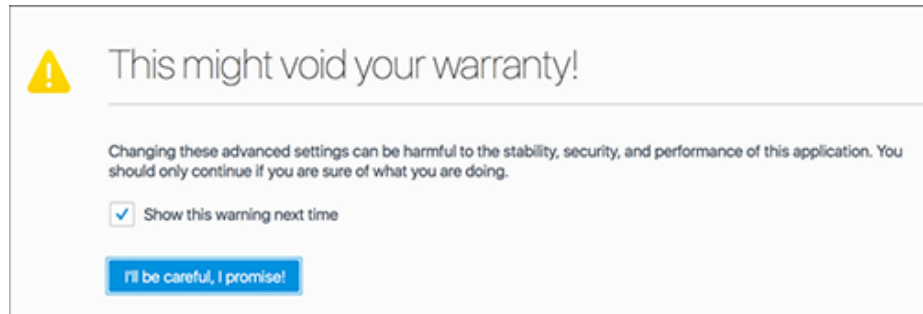 This might void your warranty!
Changing these advanced settings can be harmful to the stability, security, and performance of this application. You
should only continue if you are sure of what you are doing.
Show this warning next time
I'll be careful, I promise!